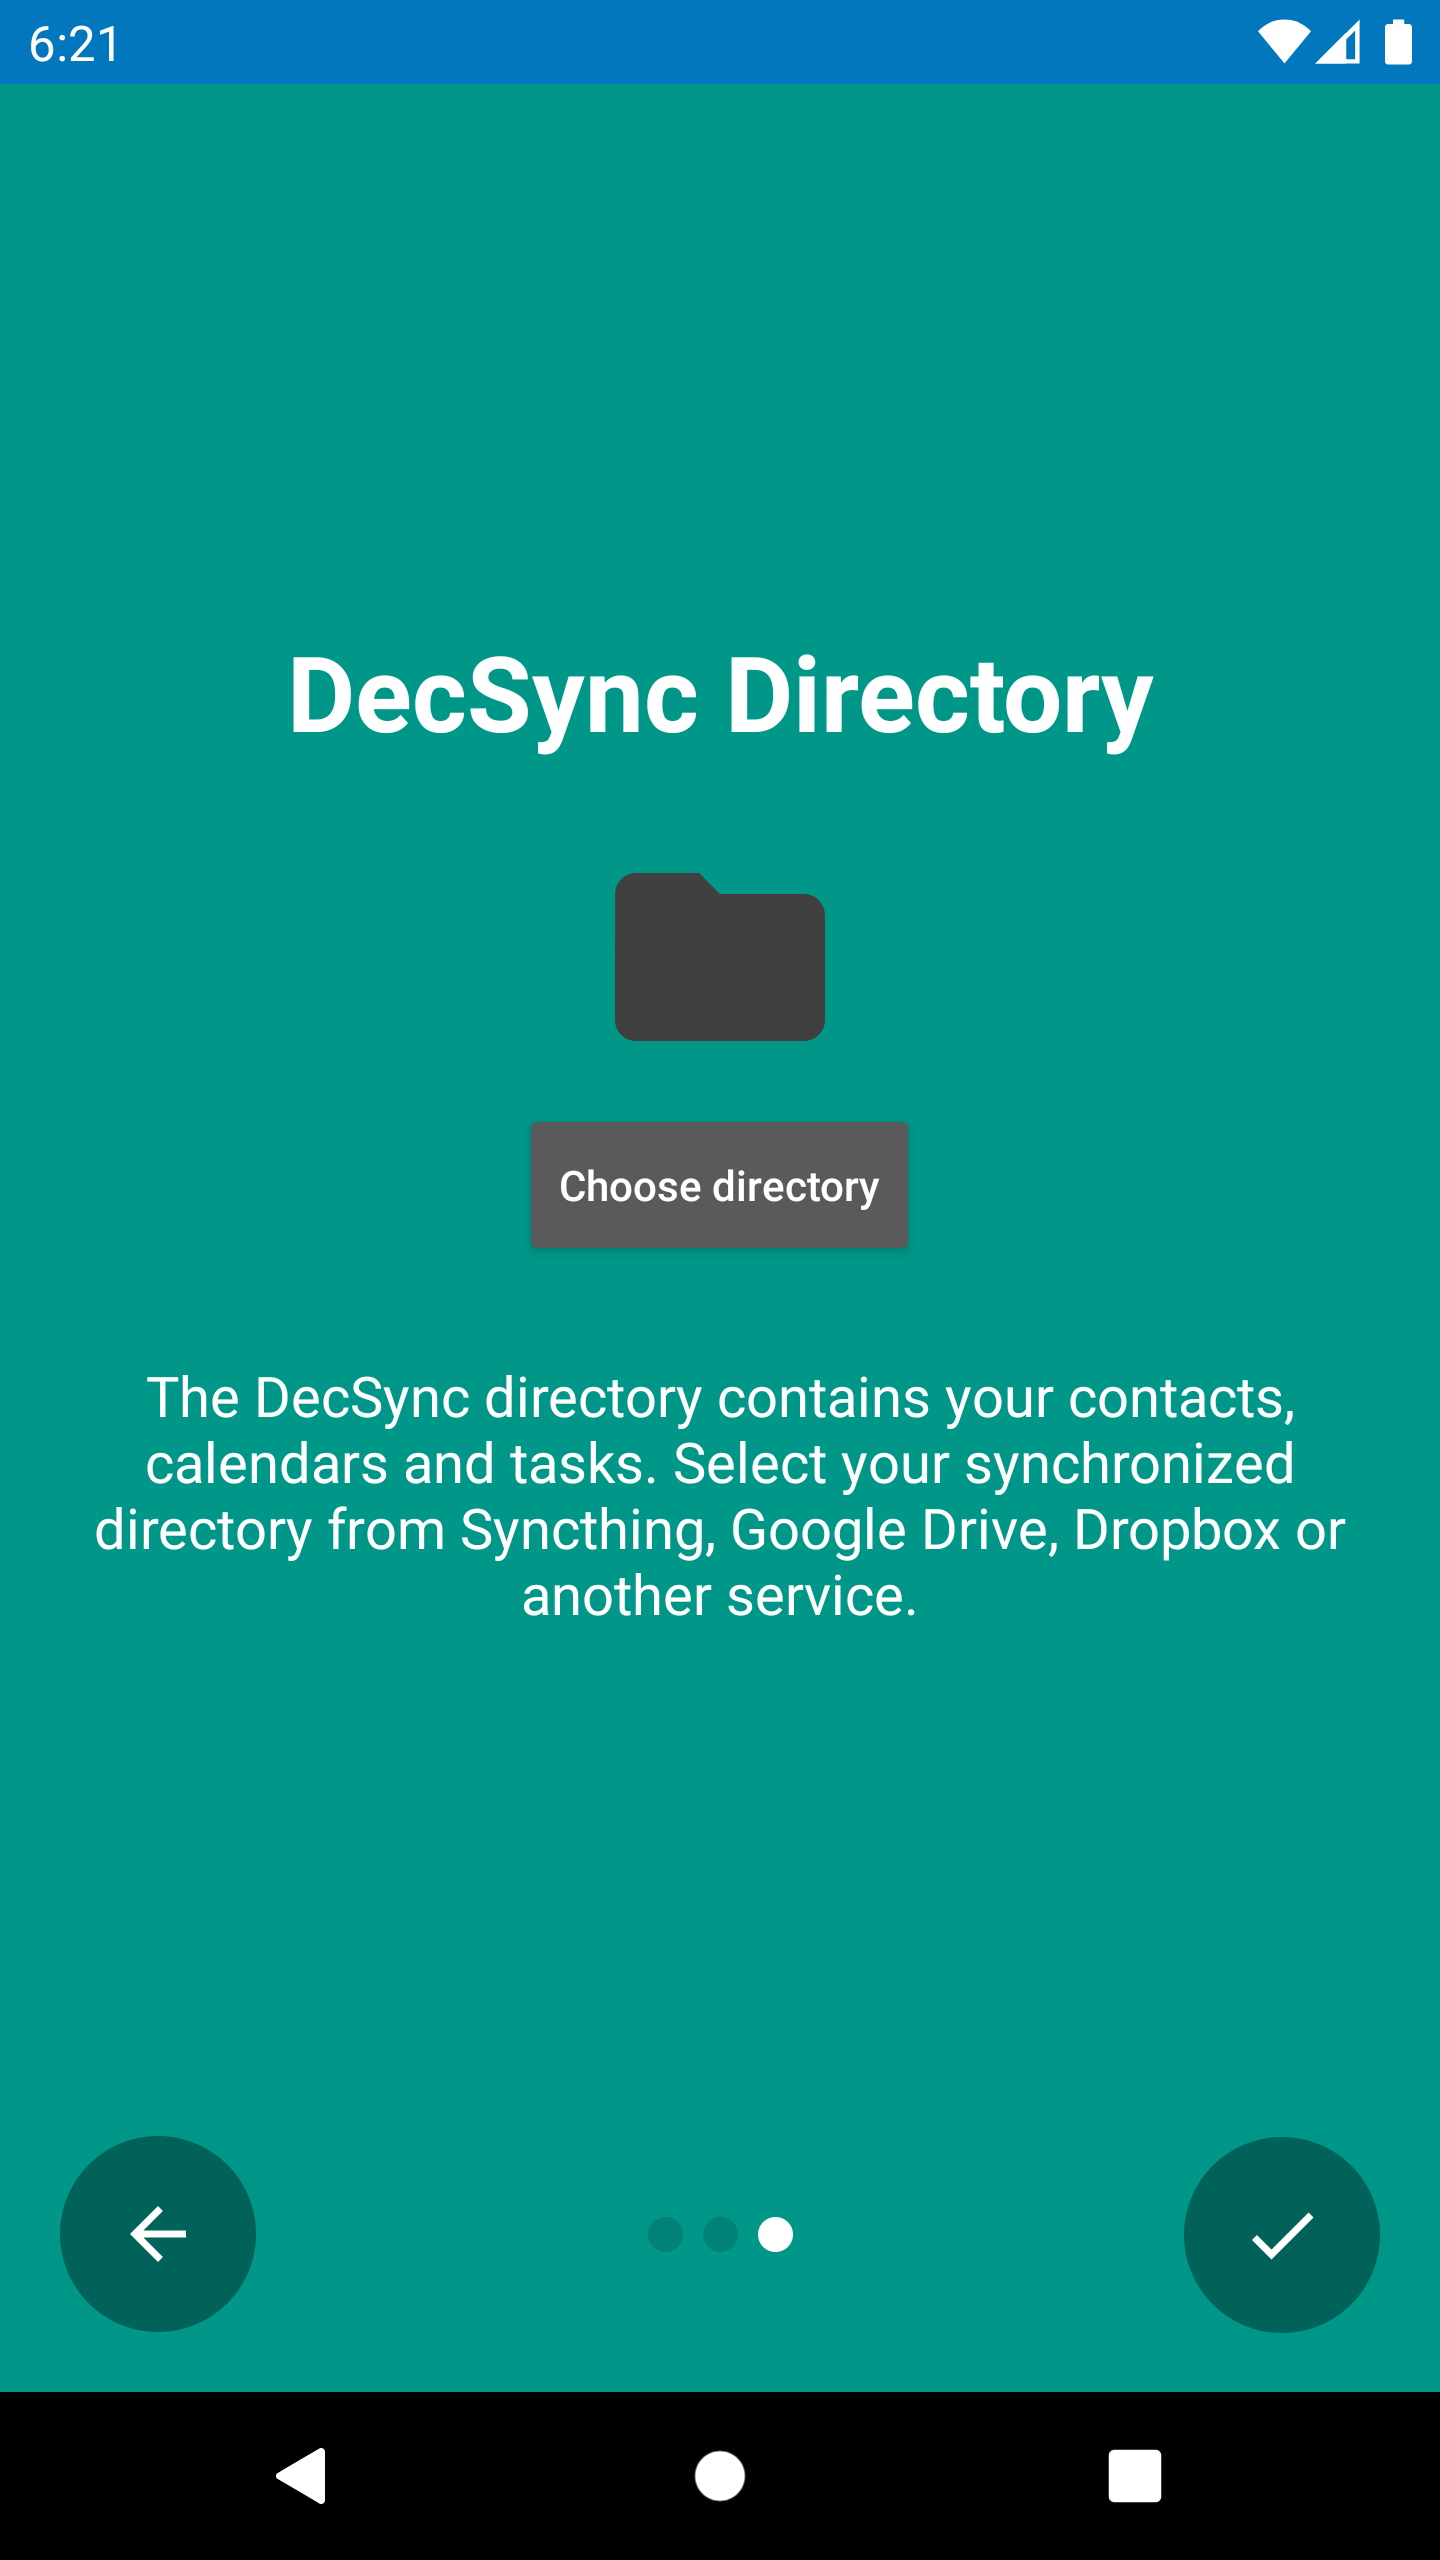 6:21
DecSync Directory
Choose directory
The DecSync directory contains your contacts,
calendars and tasks. Select your synchronized
directory from Syncthing, Google Drive, Dropbox or
another service.